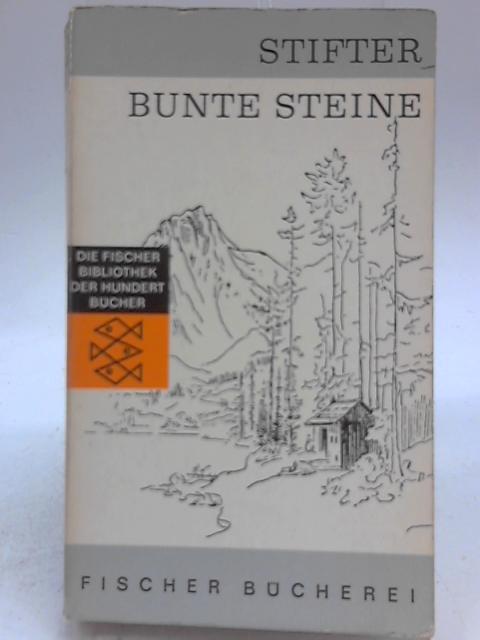 STIFTER
BUNTE STEINE
DIE FISCHER
BIBLIOTHEK
DER HUNDERT
BÜCHER
FISCHER BÜCHEREI